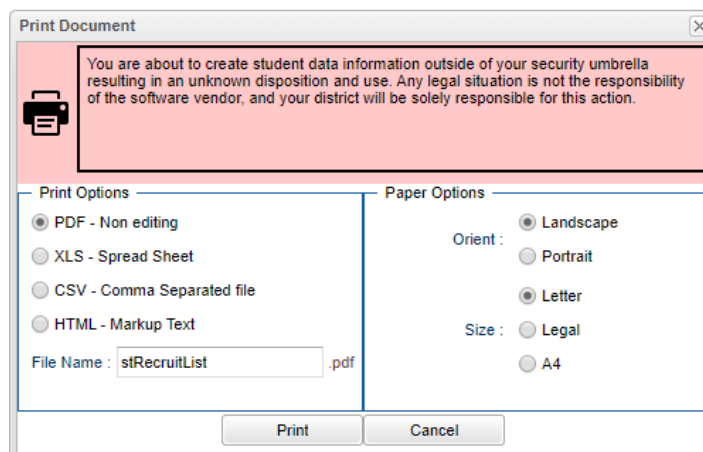 Print Document
You are about to create student data information outside of your security umbrella
resulting in an unknown disposition and use. Any legal situation is not the responsibility
of the software vendor, and your district will be solely responsible for this action.
Print Options
PDF - Non editing
XLS - Spread Sheet
CSV - Comma Separated file
HTML - Markup Text
File Name : stRecruitList .pdf
Paper Options
Orient :
Landscape
Portrait
Size :
Letter
Legal
A4
Print
Cancel